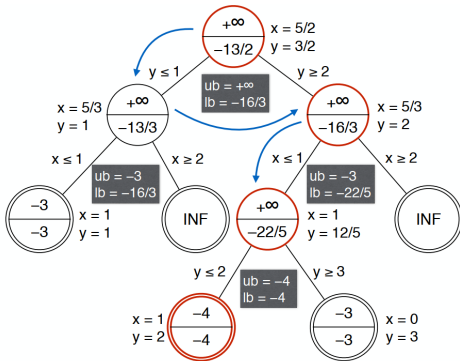 +∞
-13/2
x = 5/2
y = 3/2
y ≤ 1
y ≥ 2
ub = +∞
lb = -16/3
x = 5/3
y = 1
+∞
-13/3
+∞
-16/3
x = 5/3
y = 2
x ≤ 1
x ≥ 2
x ≤ 1
x ≥ 2
ub = -3
lb = -16/3
ub = -3
lb = -22/5
-3
-3
x = 1
y = 1
INF
+∞
-22/5
x = 1
y = 12/5
INF
y ≤ 2
y ≥ 3
ub = -4
lb = -4
x = 1
y = 2
-4
-4
-3
-3
x = 0
y = 3